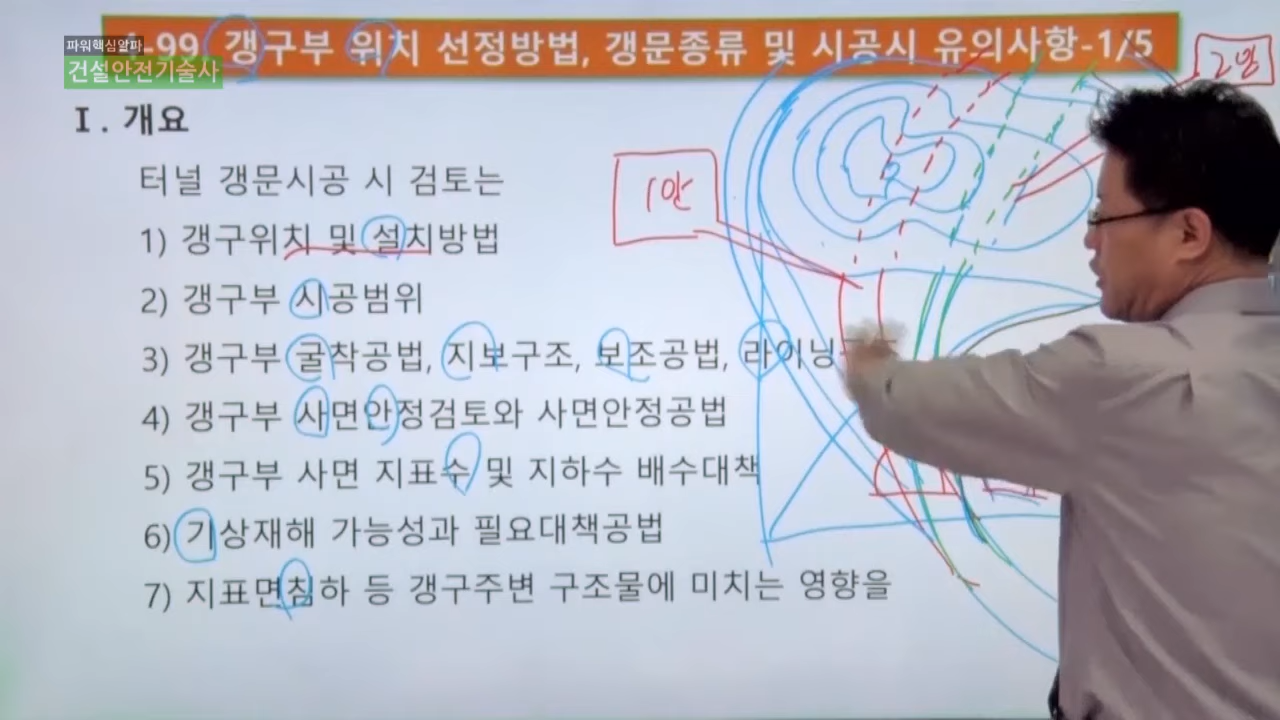 파워핵심알파
건설안전기술사
-99 갱구부 위치 선정방법, 갱문종류 및 시공시 유의사항-1/5
2안
I. 개요
터널 갱문시공 시 검토는
1안
1) 갱구위치 및 설치방법
2) 갱구부 시공범위
3) 갱구부 굴착공법, 지보구조, 보조공법, 라이닝
4) 갱구부 사면안정검토와 사면안정공법
5) 갱구부 사면 지표수 및 지하수 배수대책
6) 기상재해 가능성과 필요대책공법
7) 지표면침하 등 갱구주변 구조물에 미치는 영향을